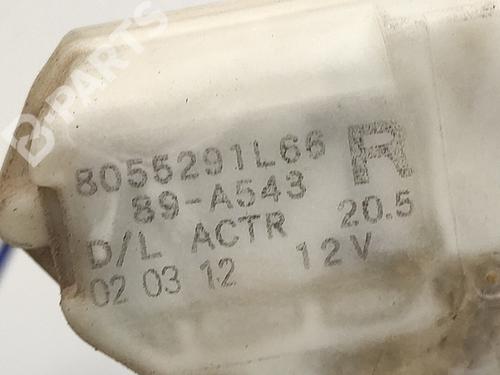 B-PARTS
8055291L66
R
89-A543
D/L ACTR 20.5
02 03 12 12V